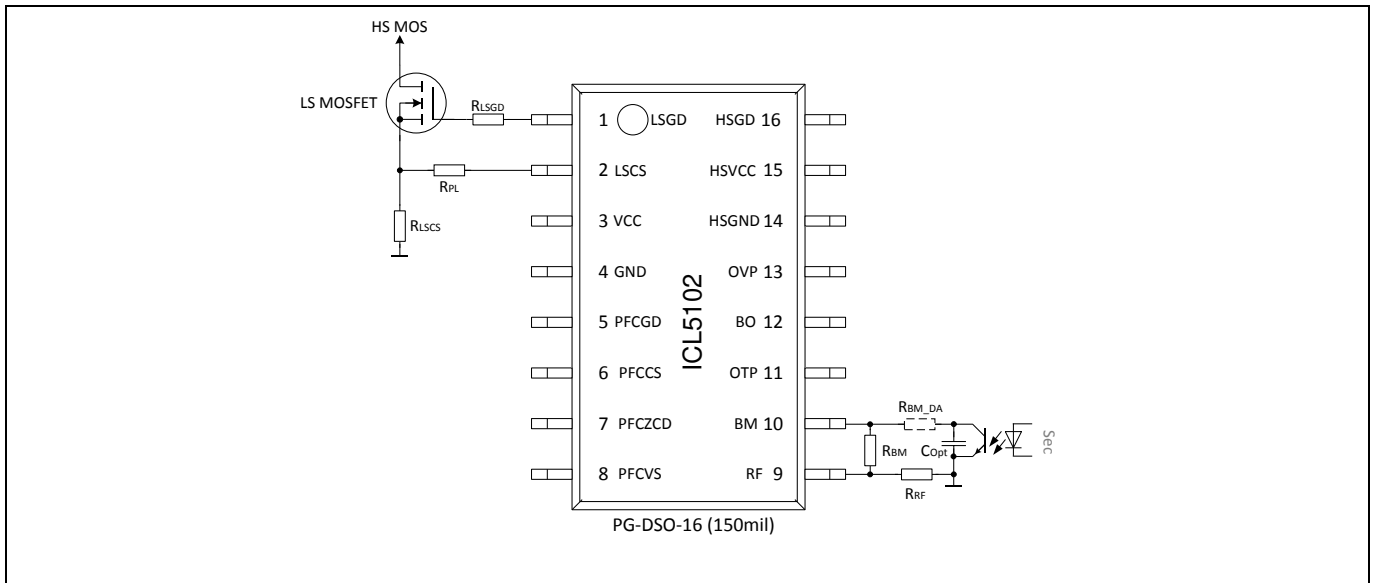 HS MOS
LS MOSFET
RLSGD
RPL
RLSCS
1 LSGD
2 LSCS
3 VCC
4 GND
5 PFCGD
6 PFCCS
7 PFCZCD
8 PFCVS
ICL5102
HSGD 16
HSVCC 15
HSGND 14
OVP 13
BO 12
OTP 11
BM 10
RF 9
RBM_DA
RBM
COpt
RRF
Sec
PG-DSO-16 (150mil)